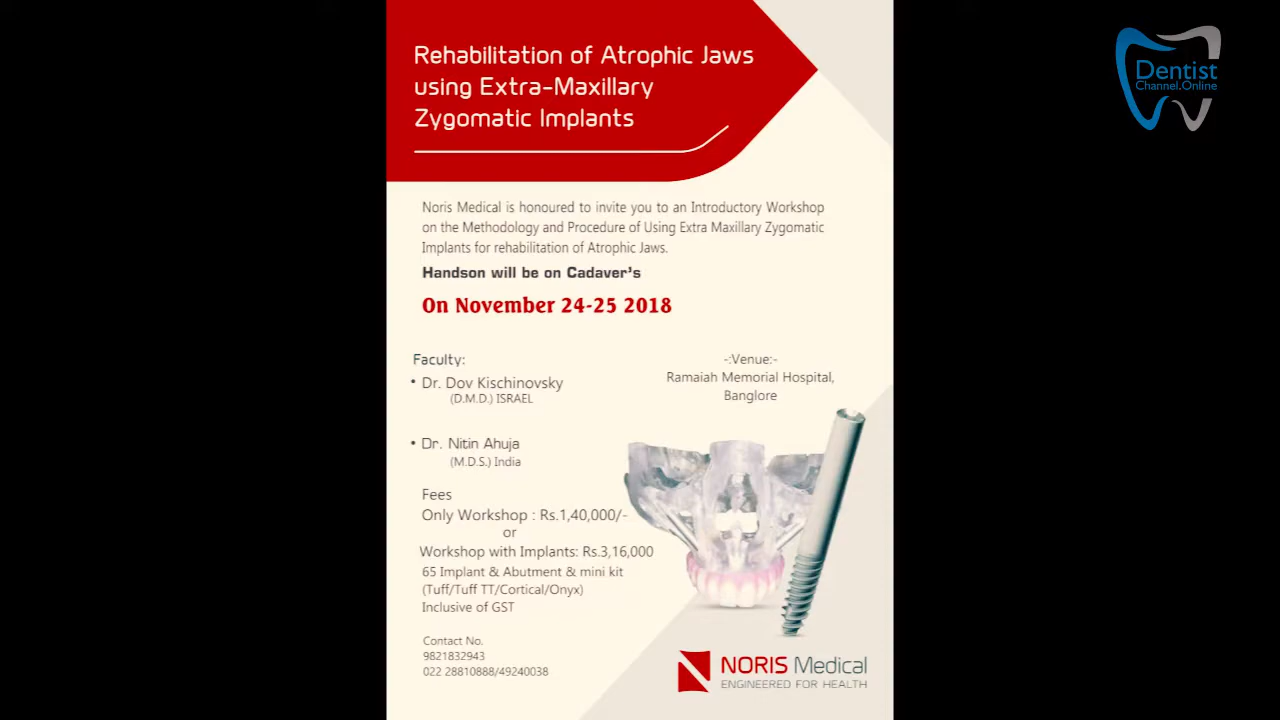 Rehabilitation of Atrophic Jaws
using Extra-Maxillary
Zygomatic Implants
Dentist
Channel.Online
Noris Medical is honoured to invite you to an Introductory Workshop
on the Methodology and Procedure of Using Extra Maxillary Zygomatic
Implants for rehabilitation of Atrophic Jaws.
Handson will be on Cadaver's
On November 24-25 2018
Faculty:
• Dr. Dov Kischinovsky
(D.M.D.) ISRAEL
• Dr. Nitin Ahuja
(M.D.S.) India
-:Venue:-
Ramaiah Memorial Hospital,
Banglore
Fees
Only Workshop : Rs.1,40,000/-
or
Workshop with Implants: Rs.3,16,000
65 Implant & Abutment & mini kit
(Tuff/Tuff TT/Cortical/Onyx)
Inclusive of GST
Contact No.
9821832943
022 28810888/49240038
NORIS Medical
ENGINEERED FOR HEALTH